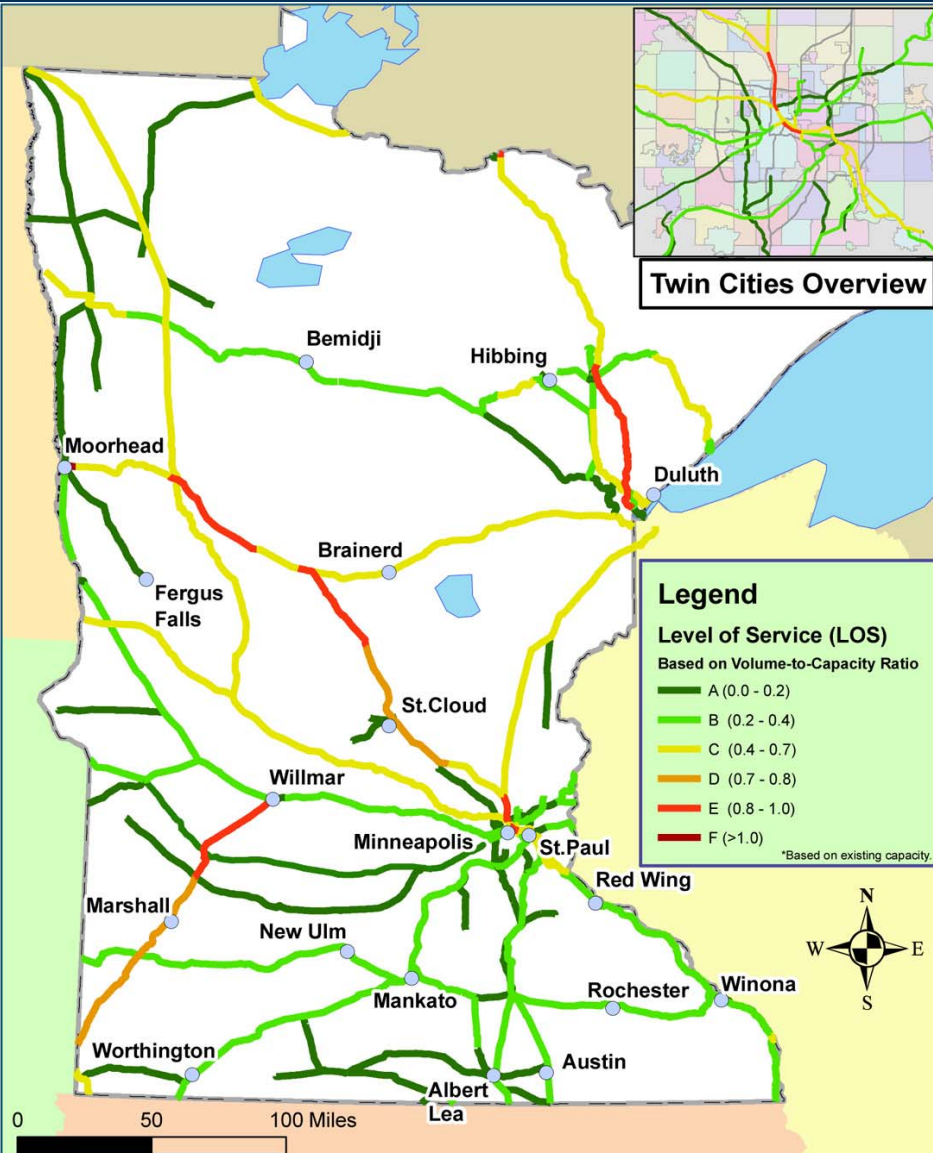 Twin Cities Overview
Bemidji
Hibbing
Moorhead
Duluth
Brainerd
Fergus
Falls
St.Cloud
Willmar
Minneapolis
St.Paul
Red Wing
Marshall
New Ulm
Mankato
Rochester
Winona
Worthington
Albert
Lea
Austin
Legend
Level of Service (LOS)
Based on Volume-to-Capacity Ratio
A (0.0 - 0.2)
B (0.2 - 0.4)
C (0.4 - 0.7)
D (0.7 - 0.8)
E (0.8 - 1.0)
F (>1.0)
*Based on existing capacity.
N
W E
S
0 50 100 Miles